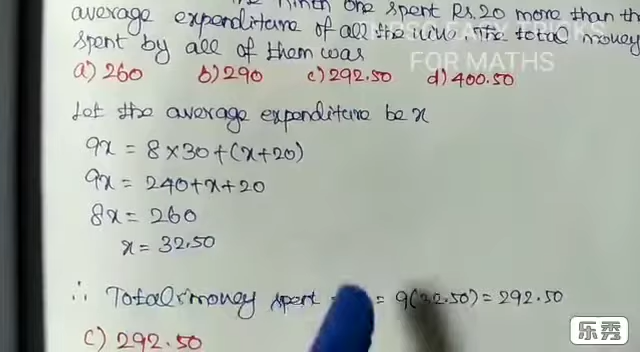 the ninth one spent Rs.20 more than the
average expenditure of all the nine. The total money
spent by all of them was
FOR MATHS
a) 260 b) 290 c) 292.50 d) 400.50
Let the average expenditure be x
9x = 8×30+(x+20)
9x = 240+x+20
8x = 260
x = 32.50
∴ Total money spent = = 9(32.50) = 292.50
C) 292.50
乐秀